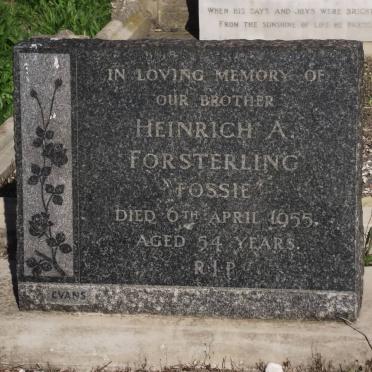 WHEN HIS DAYS AND JOYS WERE BRIGHT
FROM THE SUNSHINE OF LIFE HE
IN LOVING MEMORY OF
OUR BROTHER
HEINRICH A.
FORSTERLING
"FOSSIE"
DIED 6TH APRIL 1955.
AGED 54 YEARS.
R.I.P.
EVANS